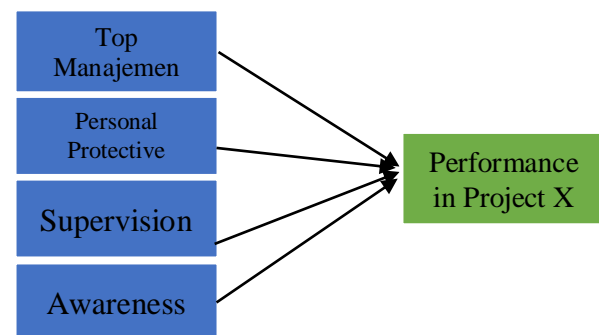 Top
Manajemen
Personal
Protective
Supervision
Awareness
Performance
in Project X